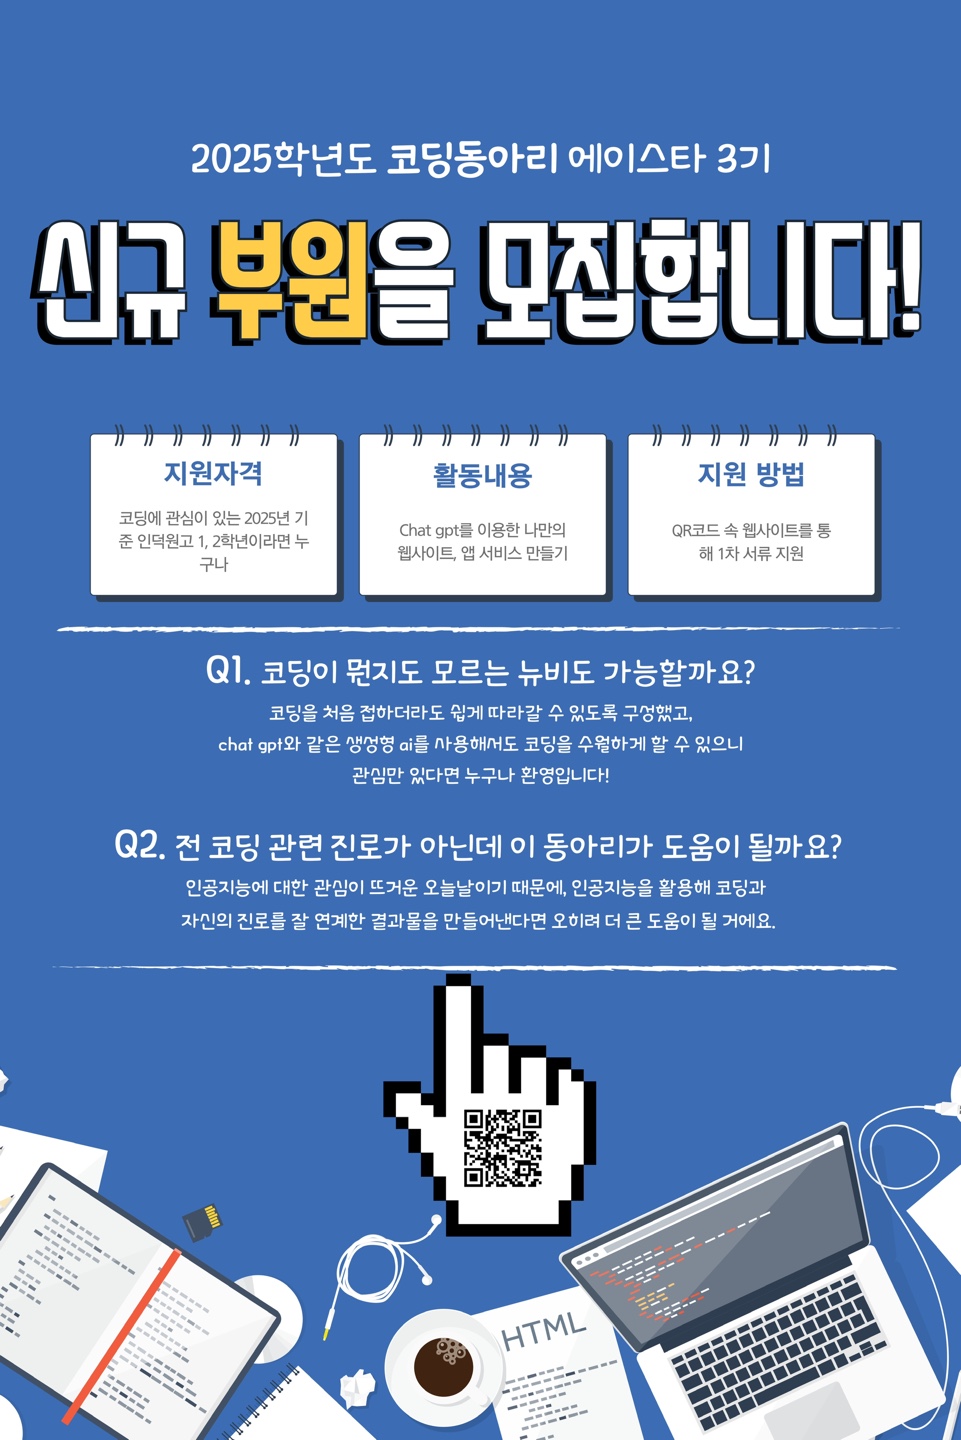 2025학년도 코딩동아리 에이스타 3기
신규 부원을 모집합니다!
지원자격
코딩에 관심이 있는 2025년 기
준 인덕원고 1, 2학년이라면 누
구나
활동내용
Chat gpt를 이용한 나만의
웹사이트, 앱 서비스 만들기
지원 방법
QR코드 속 웹사이트를 통
해 1차 서류 지원
Q1. 코딩이 뭔지도 모르는 뉴비도 가능할까요?
코딩을 처음 접하더라도 쉽게 따라갈 수 있도록 구성했고,
chat gpt와 같은 생성형 ai를 사용해서도 코딩을 수월하게 할 수 있으니
관심만 있다면 누구나 환영입니다!
Q2. 전 코딩 관련 진로가 아닌데 이 동아리가 도움이 될까요?
인공지능에 대한 관심이 뜨거운 오늘날이기 때문에, 인공지능을 활용해 코딩과
자신의 진로를 잘 연계한 결과물을 만들어낸다면 오히려 더 큰 도움이 될 거에요.
HTML